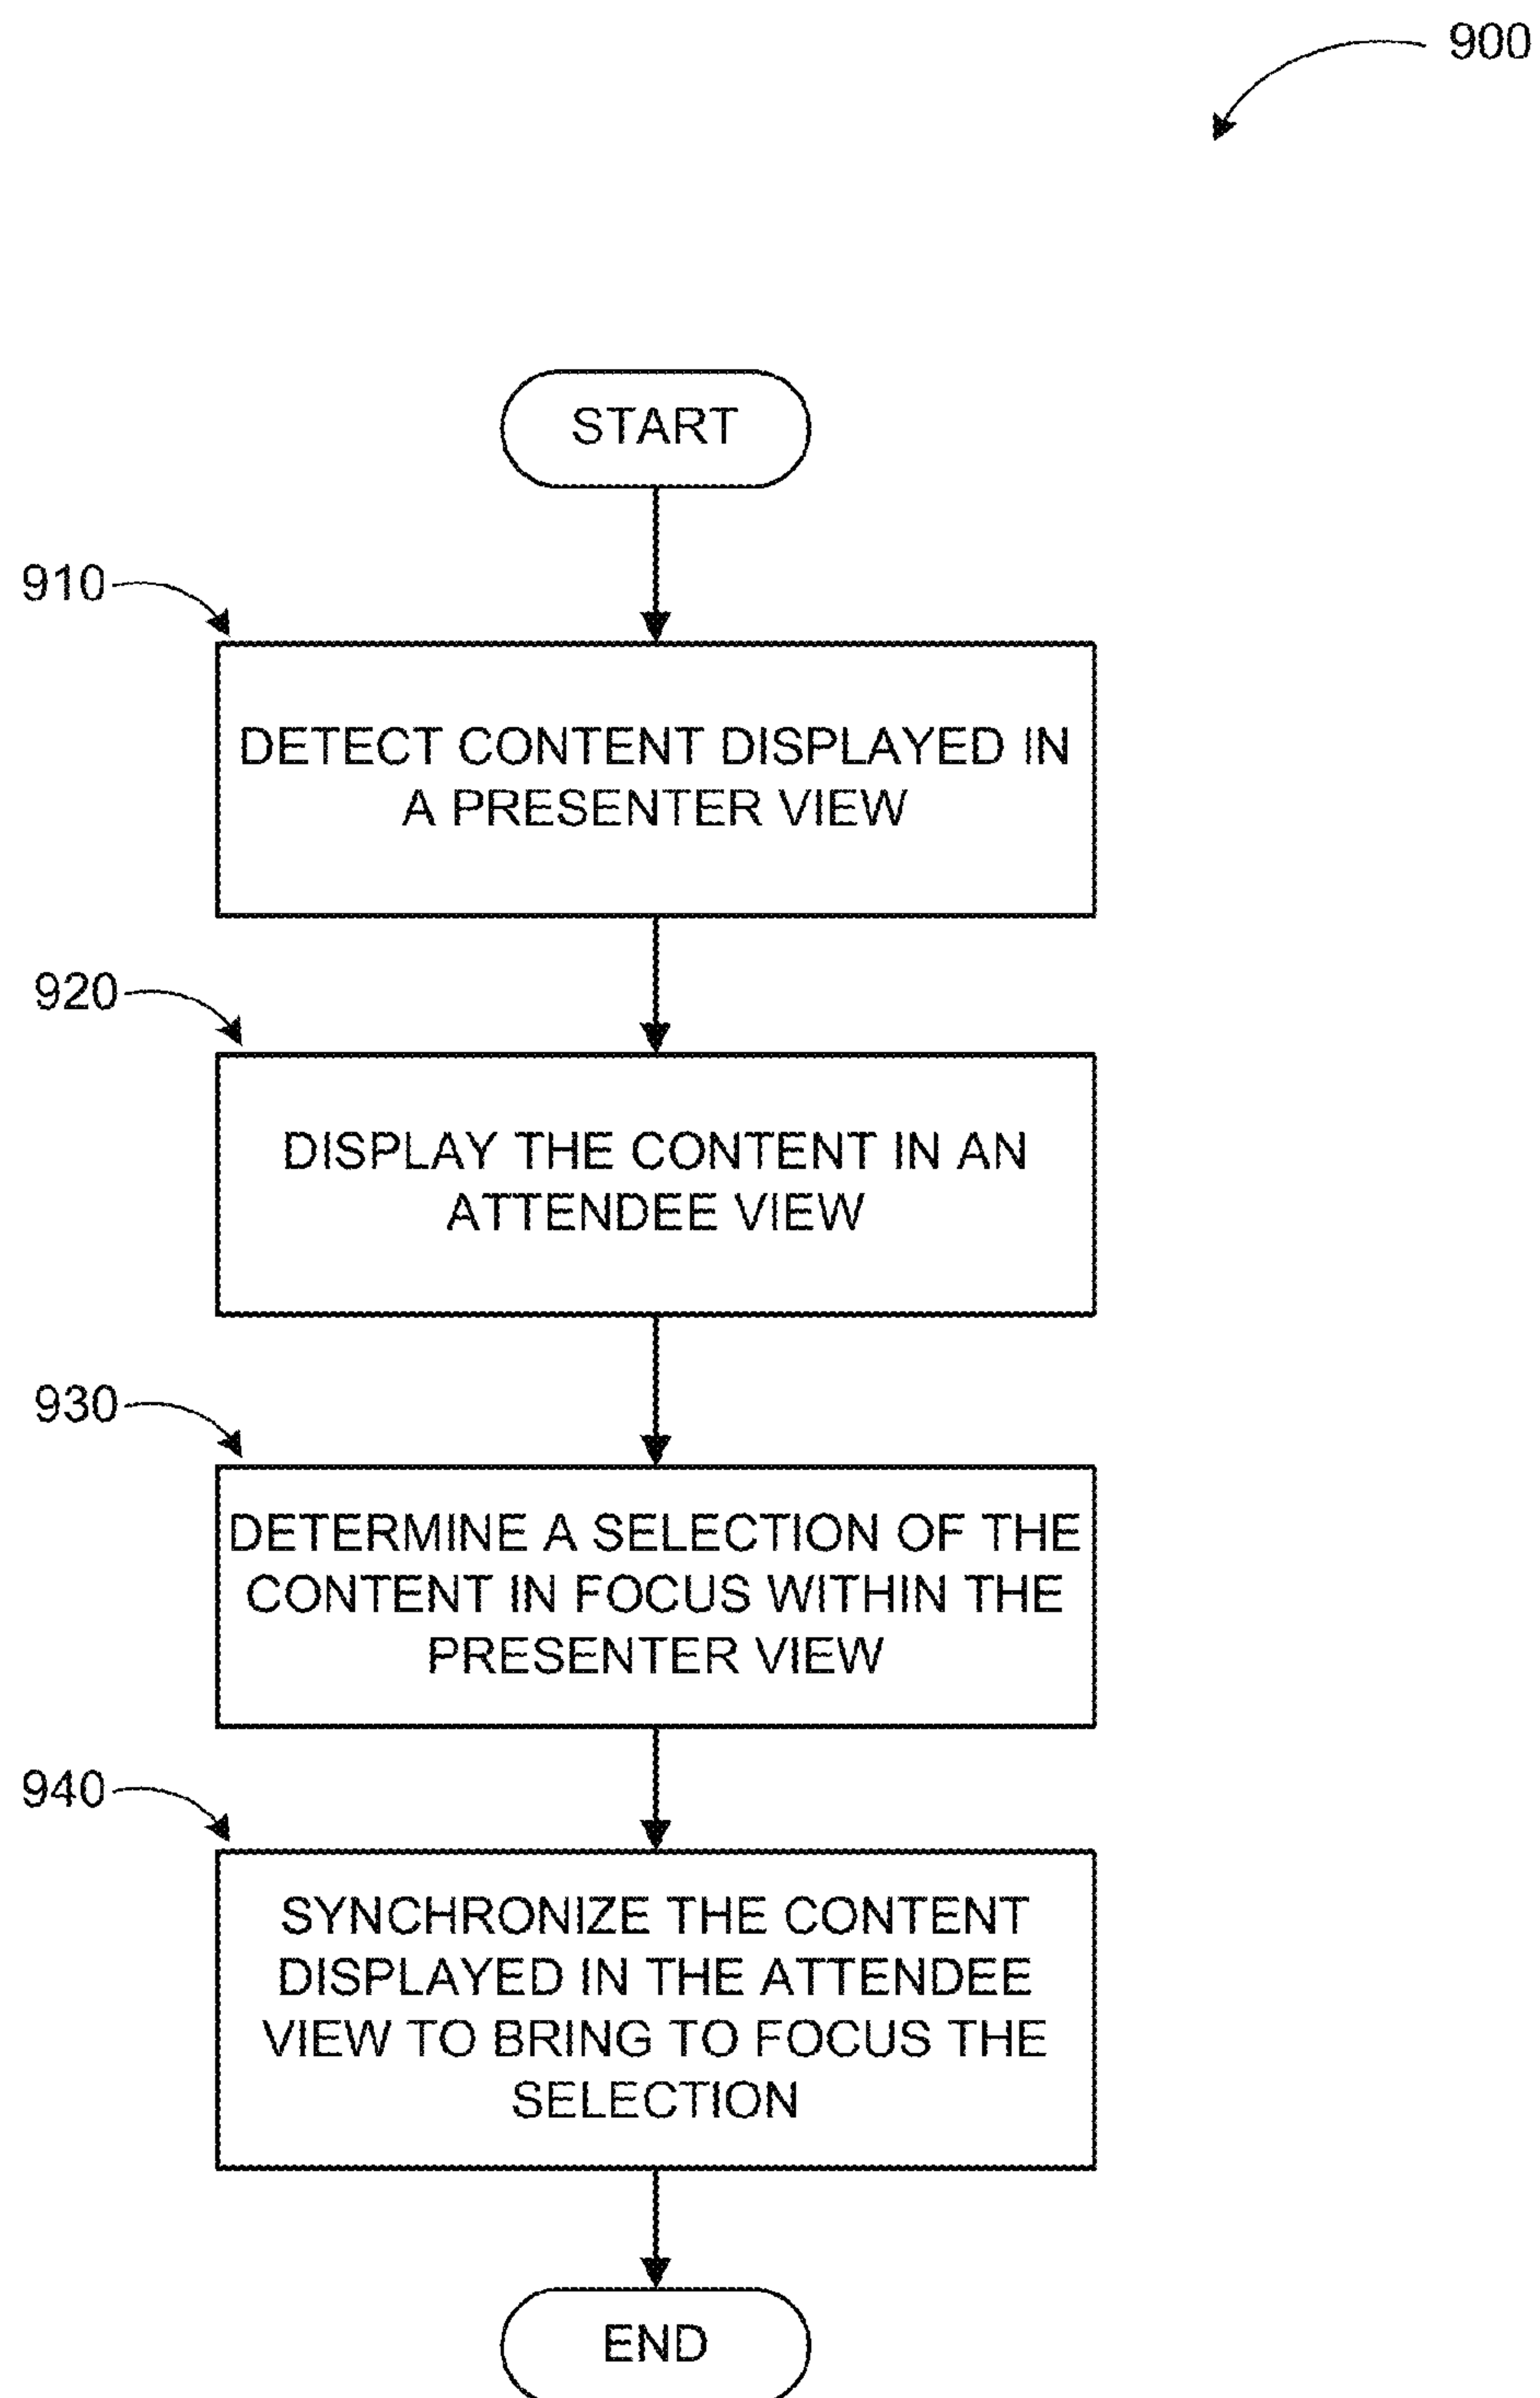 900
START
910
DETECT CONTENT DISPLAYED IN
A PRESENTER VIEW
920
DISPLAY THE CONTENT IN AN
ATTENDEE VIEW
930
DETERMINE A SELECTION OF THE
CONTENT IN FOCUS WITHIN THE
PRESENTER VIEW
940
SYNCHRONIZE THE CONTENT
DISPLAYED IN THE ATTENDEE
VIEW TO BRING TO FOCUS THE
SELECTION
END